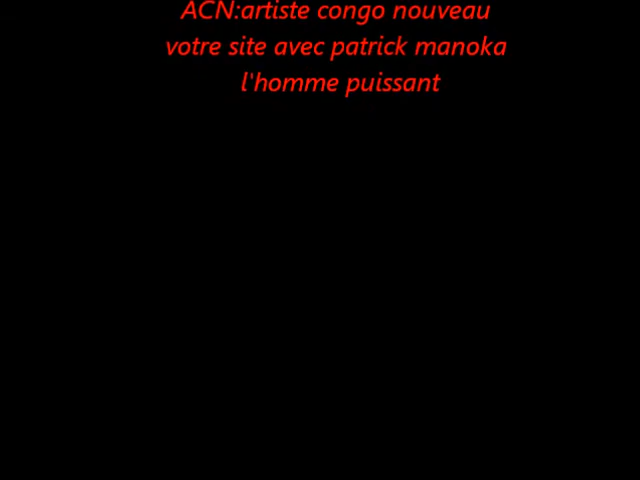 ACN:artiste congo nouveau
votre site avec patrick manoka
l'homme puissant